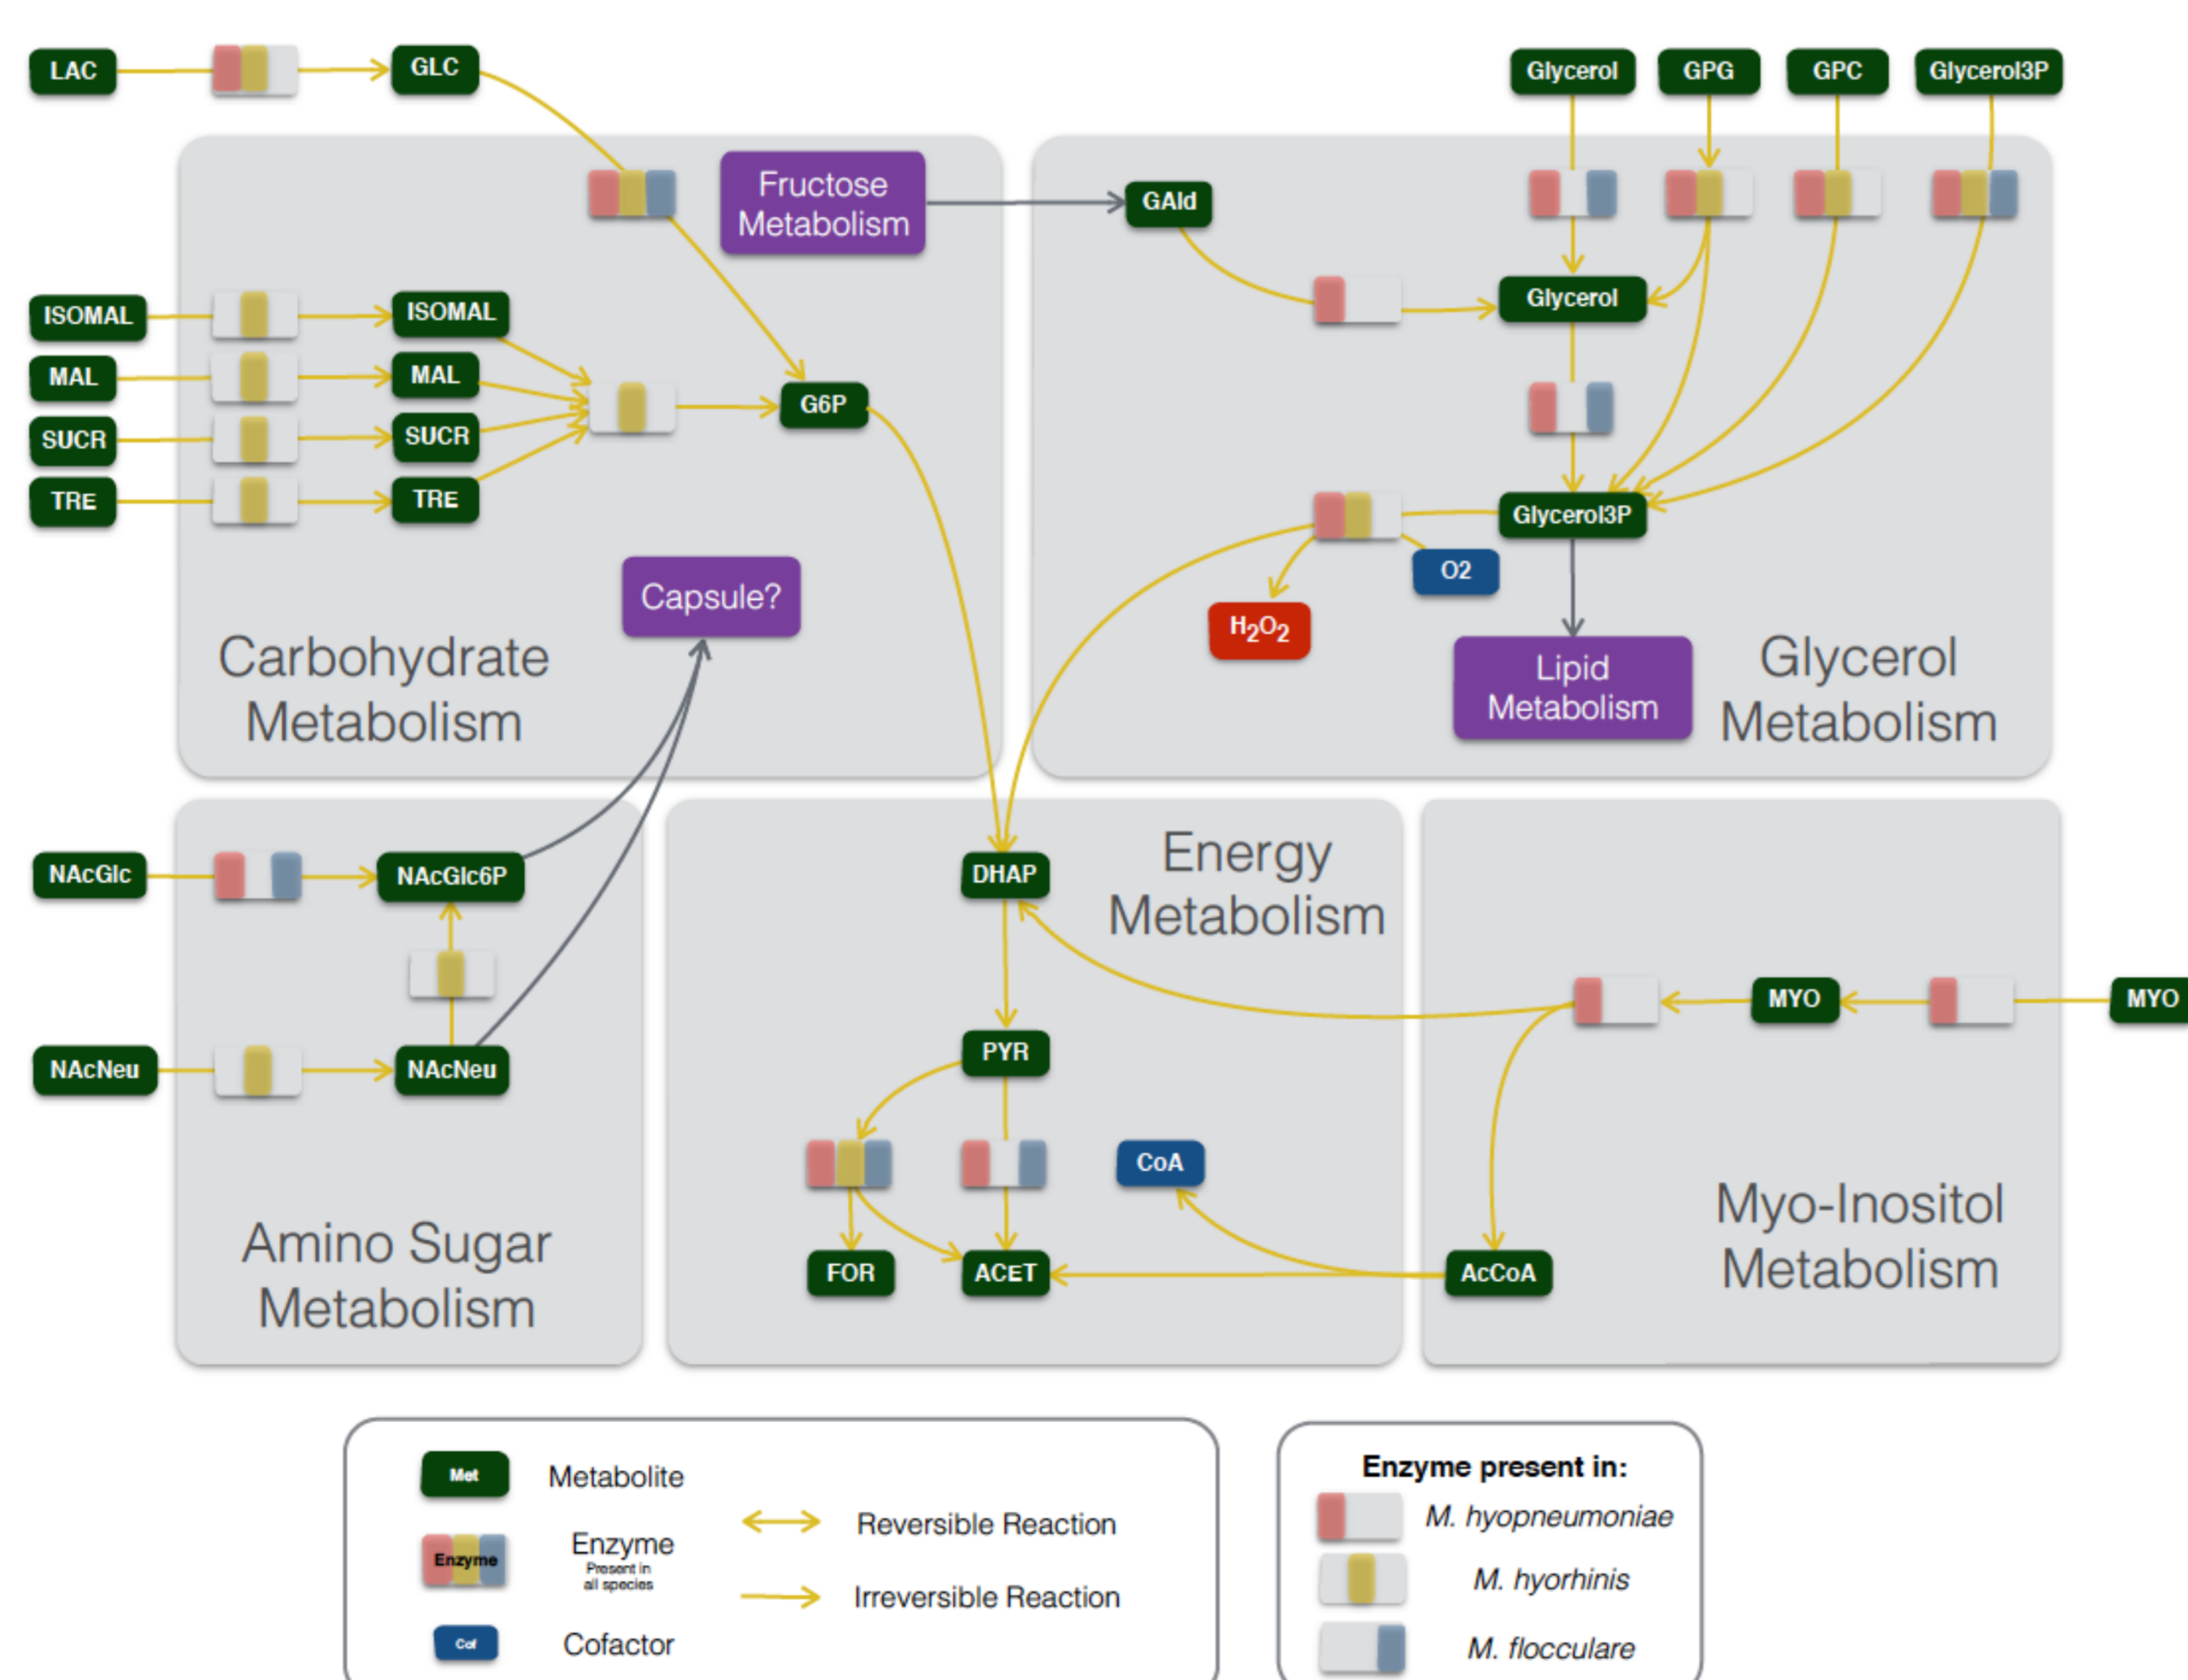 LAC
GLC
Glycerol
GPG
GPC
Glycerol3P
Fructose
Metabolism
GAld
ISOMAL
ISOMAL
Glycerol
MAL
MAL
G6P
SUCR
SUCR
TRE
TRE
Glycerol3P
O2
Capsule?
H2O2
Carbohydrate
Metabolism
Lipid
Metabolism
Glycerol
Metabolism
NAcGlc
NAcGlc6P
DHAP
Energy
Metabolism
MYO
MYO
PYR
NAcNeu
NAcNeu
CoA
Amino Sugar
Metabolism
FOR
ACET
AcCoA
Myo-Inositol
Metabolism
Met
Metabolite
Enzyme
Enzyme
Present in
all species
Cof
Cofactor
Reversible Reaction
Irreversible Reaction
Enzyme present in:
M. hyopneumoniae
M. hyorhinis
M. flocculare